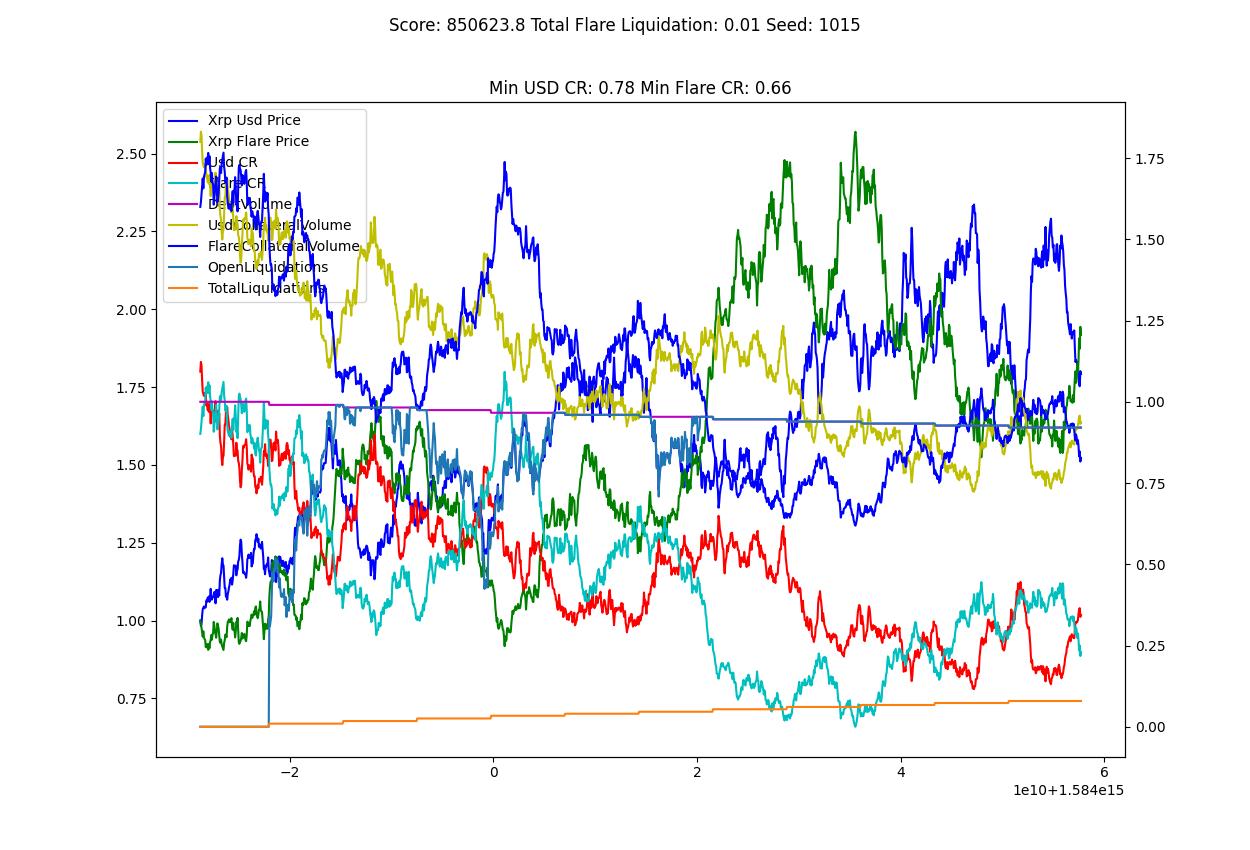 Score: 850623.8 Total Flare Liquidation: 0.01 Seed: 1015
Min USD CR: 0.78 Min Flare CR: 0.66
Xrp Usd Price
Xrp Flare Price
Usd CR
Flare CR
DebtVolume
UsdCollateralVolume
FlareCollateralVolume
OpenLiquidations
TotalLiquidations
2.50
2.25
2.00
1.75
1.50
1.25
1.00
0.75
1.75
1.50
1.25
1.00
0.75
0.50
0.25
0.00
−2 0 2 4 6
1e10+1.584e15